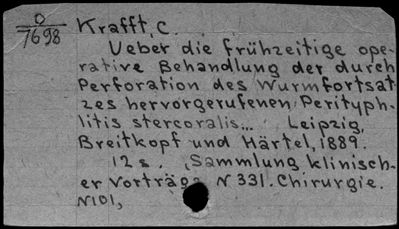 O
7698
Krafft, C.
Ueber die frühzeitige ope-
rative Behandlung der durch
Perforation des Wurmfortsat-
zes hervorgerufenen Perityph-
litis stercoralis... Leipzig,
Breitkopf und Härtel, 1889.
12 s. (Sammlung klinisch-
er Vorträge N 331. Chirurgie.
N101,